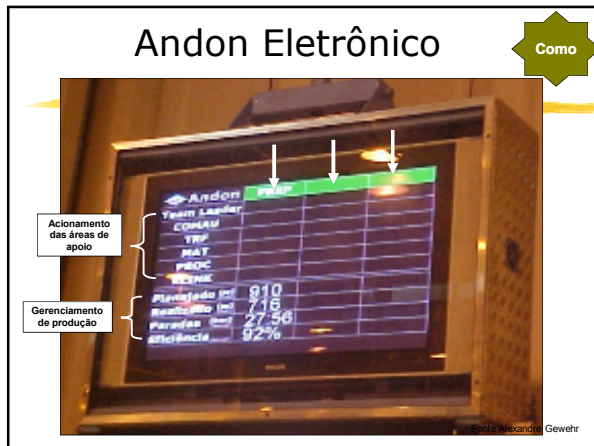 Andon Eletrônico
Como
Andon PREP
Team Leader
COMAU
TRF
MAT
PROC
Acionamento
das áreas de
apoio
Planejado 910
Realizado 716
Paradas 27:56
Eficiência 92%
Gerenciamento
de produção
Fonte Alexandre Gewehr